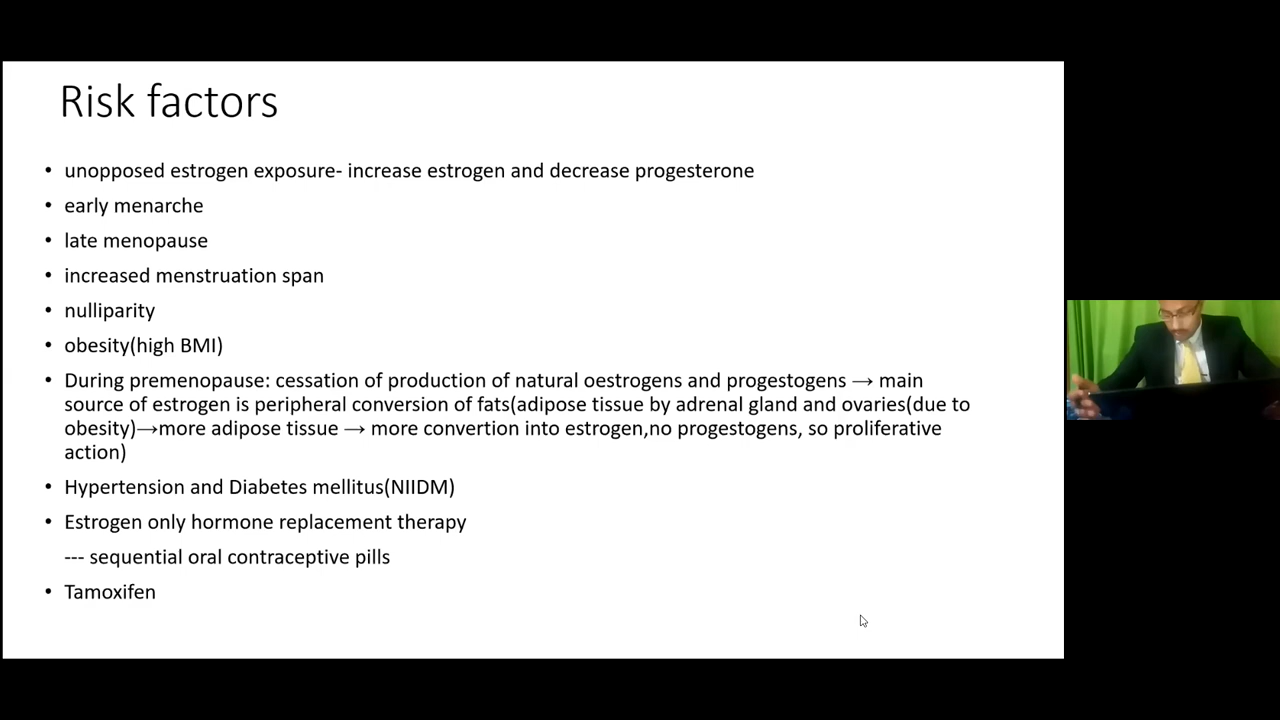 Risk factors
• unopposed estrogen exposure- increase estrogen and decrease progesterone
• early menarche
• late menopause
• increased menstruation span
• nulliparity
• obesity(high BMI)
• During premenopause: cessation of production of natural oestrogens and progestogens → main
source of estrogen is peripheral conversion of fats(adipose tissue by adrenal gland and ovaries(due to
obesity)→more adipose tissue → more convertion into estrogen,no progestogens, so proliferative
action)
• Hypertension and Diabetes mellitus(NIIDM)
• Estrogen only hormone replacement therapy
--- sequential oral contraceptive pills
• Tamoxifen